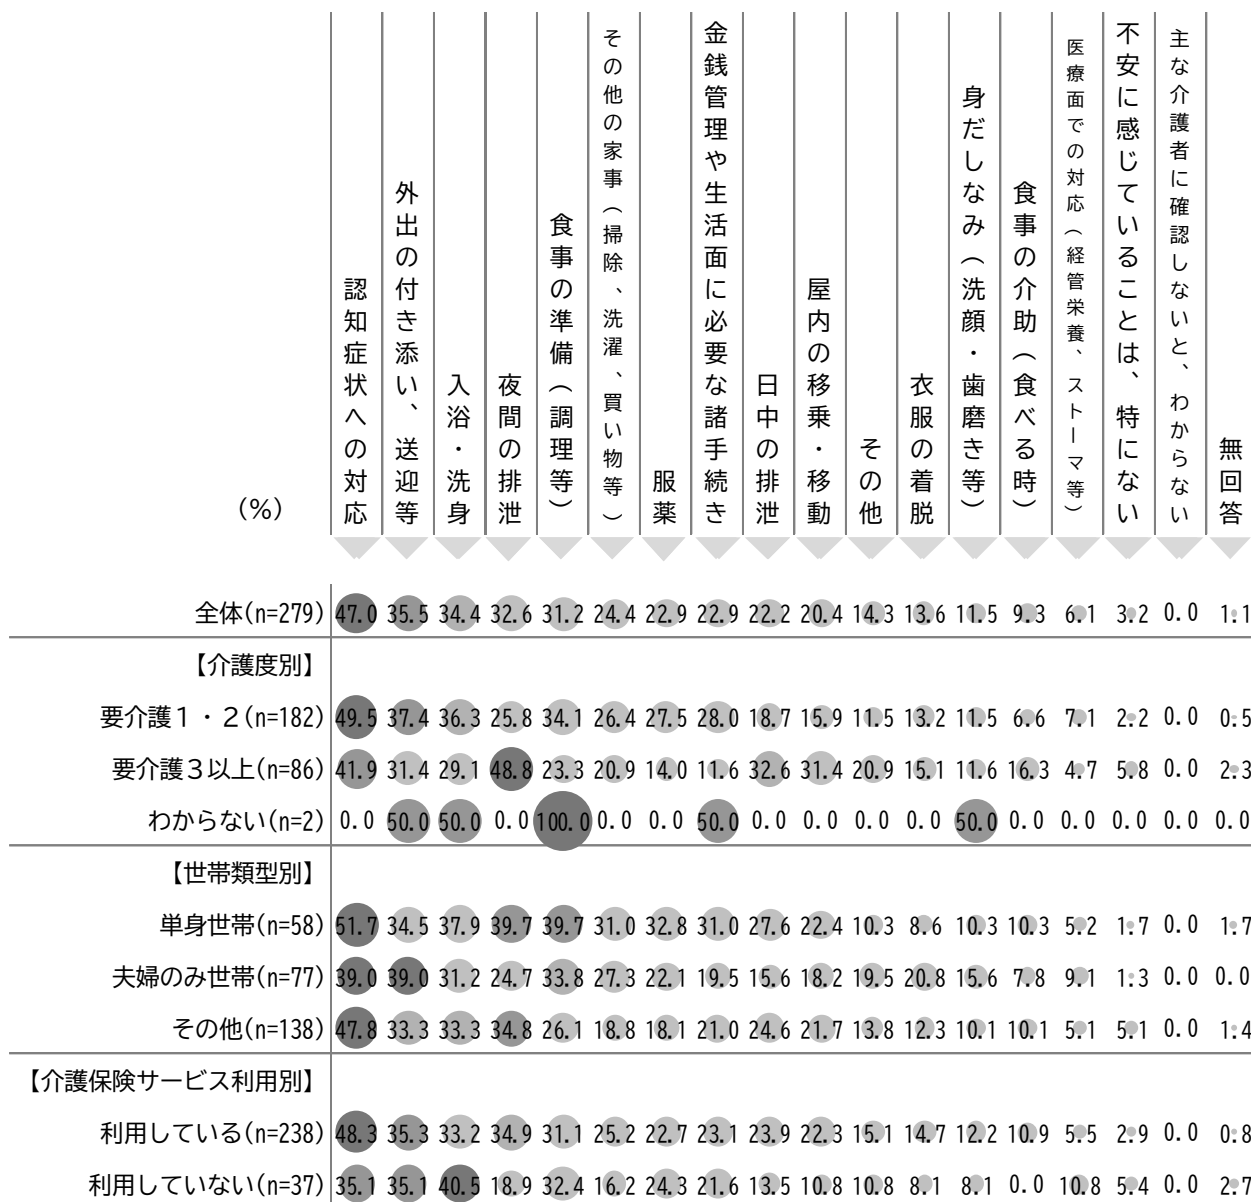 (%)
認知症状への対応
外出の付き添い、送迎等
入浴・洗身
夜間の排泄
食事の準備（調理等）
その他の家事（掃除、洗濯、買い物等）
服薬
金銭管理や生活面に必要な諸手続き
日中の排泄
屋内の移乗・移動
その他
衣服の着脱
身だしなみ（洗顔・歯磨き等）
食事の介助（食べる時）
医療面での対応（経管栄養、ストーマ等）
不安に感じていることは、特にない
主な介護者に確認しないと、わからない
無回答
全体(n=279) 47.0 35.5 34.4 32.6 31.2 24.4 22.9 22.9 22.2 20.4 14.3 13.6 11.5 9.3 6.1 3.2 0.0 1.1
【介護度別】
要介護１・２(n=182) 49.5 37.4 36.3 25.8 34.1 26.4 27.5 28.0 18.7 15.9 11.5 13.2 11.5 6.6 7.1 2.2 0.0 0.5
要介護３以上(n=86) 41.9 31.4 29.1 48.8 23.3 20.9 14.0 11.6 32.6 31.4 20.9 15.1 11.6 16.3 4.7 5.8 0.0 2.3
わからない(n=2) 0.0 50.0 50.0 0.0 100.0 0.0 0.0 50.0 0.0 0.0 0.0 0.0 50.0 0.0 0.0 0.0 0.0 0.0
【世帯類型別】
単身世帯(n=58) 51.7 34.5 37.9 39.7 39.7 31.0 32.8 31.0 27.6 22.4 10.3 8.6 10.3 10.3 5.2 1.7 0.0 1.7
夫婦のみ世帯(n=77) 39.0 39.0 31.2 24.7 33.8 27.3 22.1 19.5 15.6 18.2 19.5 20.8 15.6 7.8 9.1 1.3 0.0 0.0
その他(n=138) 47.8 33.3 33.3 34.8 26.1 18.8 18.1 21.0 24.6 21.7 13.8 12.3 10.1 10.1 5.1 5.1 0.0 1.4
【介護保険サービス利用別】
利用している(n=238) 48.3 35.3 33.2 34.9 31.1 25.2 22.7 23.1 23.9 22.3 15.1 14.7 12.2 10.9 5.5 2.9 0.0 0.8
利用していない(n=37) 35.1 35.1 40.5 18.9 32.4 16.2 24.3 21.6 13.5 10.8 10.8 8.1 8.1 0.0 10.8 5.4 0.0 2.7